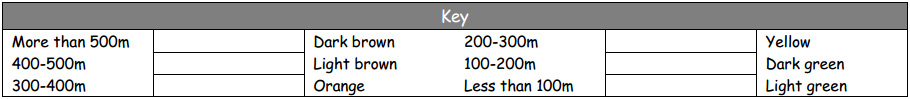 Key
More than 500m Dark brown 200-300m Yellow
400-500m Light brown 100-200m Dark green
300-400m Orange Less than 100m Light green